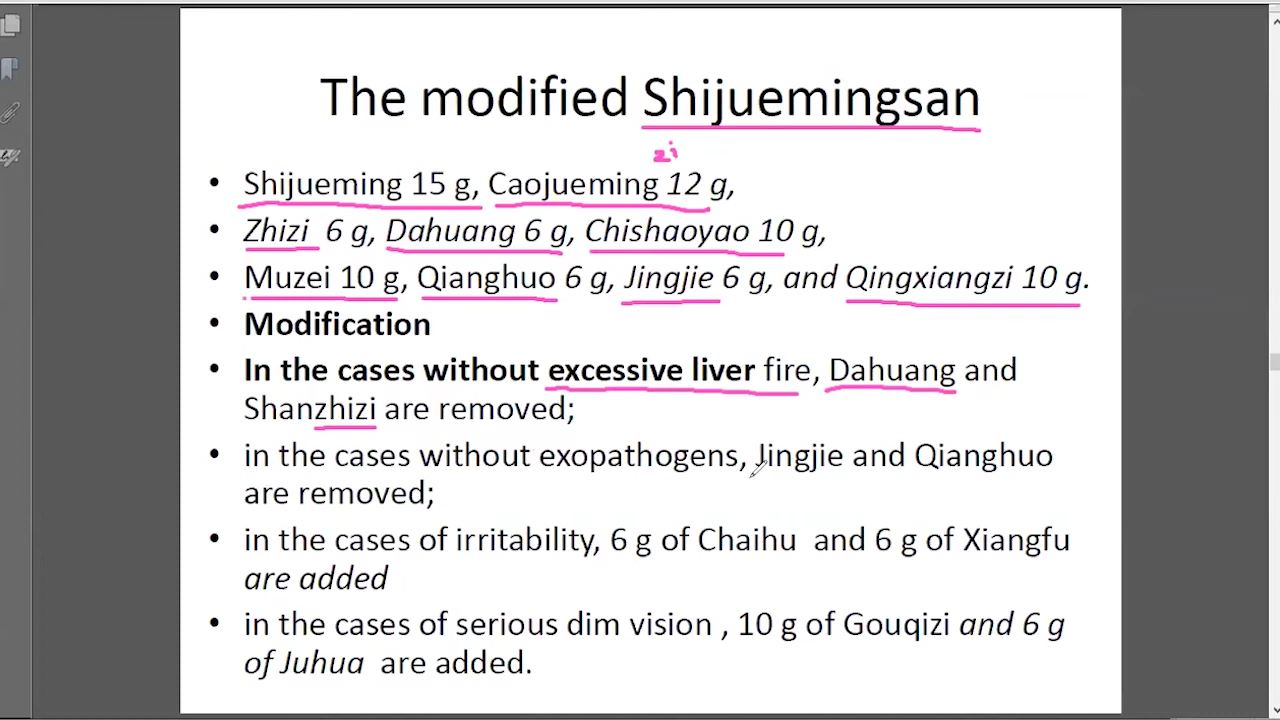 The modified Shijuemingsan
zi
• Shijueming 15 g, Caojueming 12 g,
• Zhizi 6 g, Dahuang 6 g, Chishaoyao 10 g,
• Muzei 10 g, Qianghuo 6 g, Jingjie 6 g, and Qingxiangzi 10 g.
• Modification
• In the cases without excessive liver fire, Dahuang and
Shanzhizi are removed;
• in the cases without exopathogens, Jingjie and Qianghuo
are removed;
• in the cases of irritability, 6 g of Chaihu and 6 g of Xiangfu
are added
• in the cases of serious dim vision , 10 g of Gouqizi and 6 g
of Juhua are added.